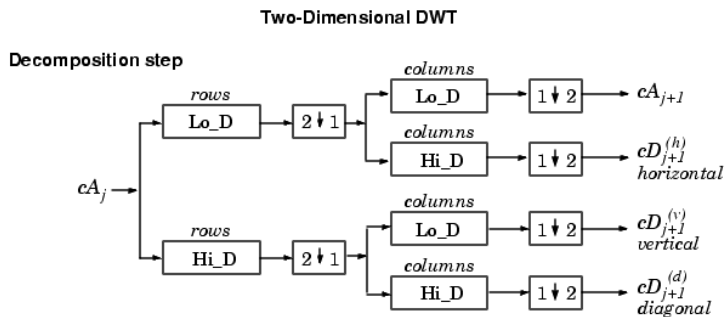 Two-Dimensional DWT
Decomposition step
columns
rows
Lo_D
1 ↓ 2
cA_{j+1}
Lo_D
2 ↓ 1
columns
Hi_D
1 ↓ 2
cD_{j+1}^{(h)}
horizontal
cA_j
columns
rows
Lo_D
1 ↓ 2
cD_{j+1}^{(v)}
vertical
Hi_D
2 ↓ 1
columns
Hi_D
1 ↓ 2
cD_{j+1}^{(d)}
diagonal